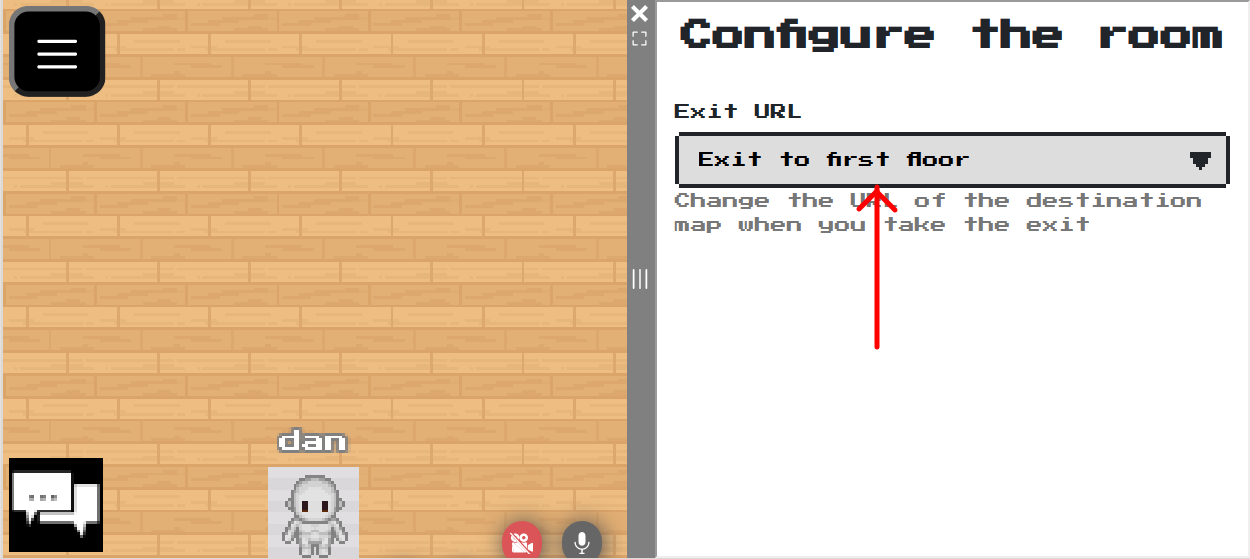 Configure the room
Exit URL
Exit to first floor
Change the URL of the destination
map when you take the exit
dan